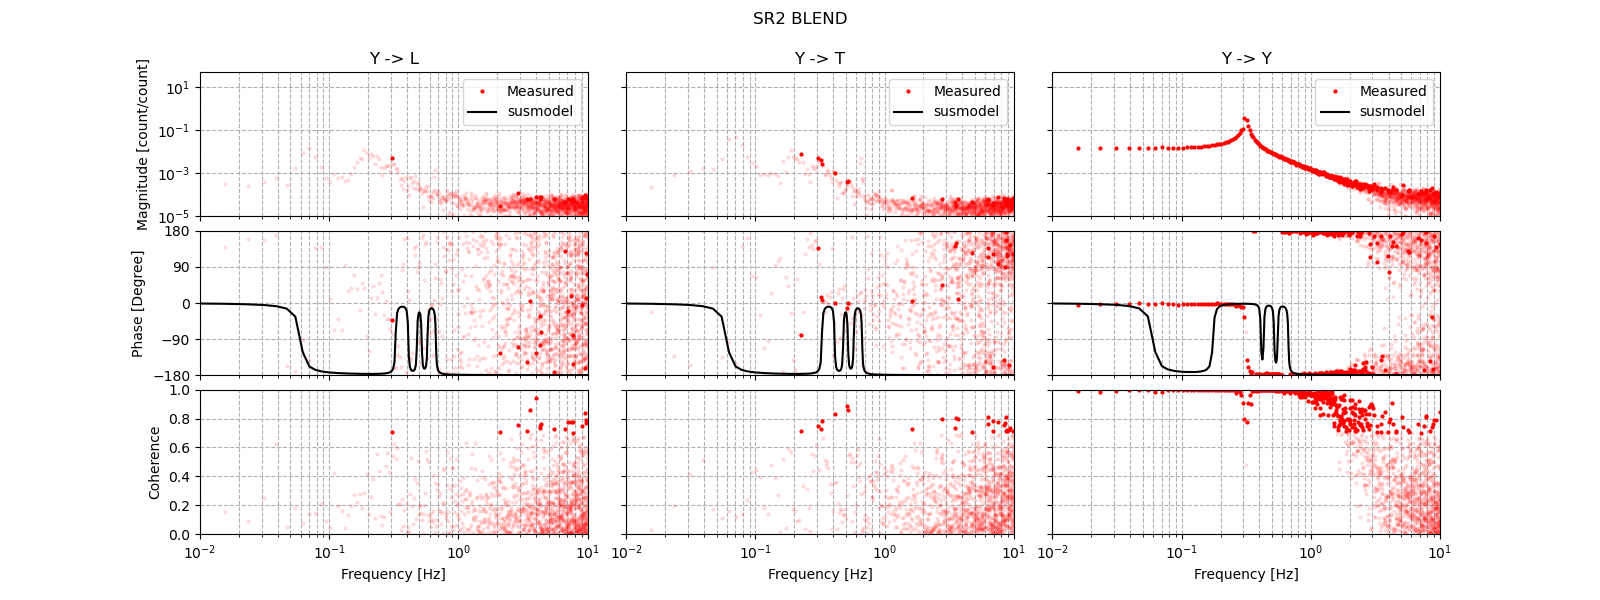 SR2 BLEND
Y -> L
Y -> T
Y -> Y
Magnitude [count/count]
10^1
10^-1
10^-3
10^-5
Measured
susmodel
Measured
susmodel
Measured
susmodel
Phase [Degree]
180
90
0
−90
−180
Coherence
1.0
0.8
0.6
0.4
0.2
0.0
10^-2
10^-1
10^0
10^1
10^-2
10^-1
10^0
10^1
10^-2
10^-1
10^0
10^1
Frequency [Hz]
Frequency [Hz]
Frequency [Hz]